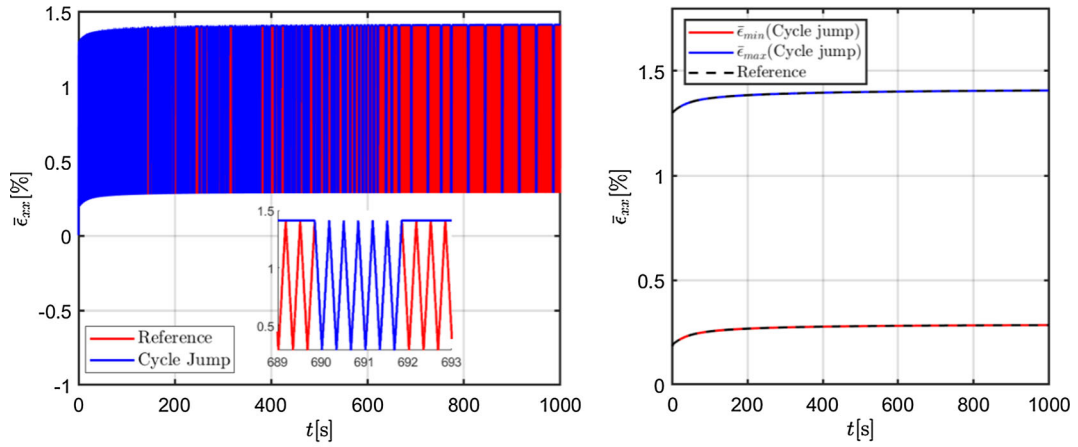 1.5
1
0.5
0
-0.5
-1
ε̄xx[%]
0 200 400 600 800 1000
t[s]
Reference
Cycle Jump
1.5
1
0.5
689 690 691 692 693
ε̄min(Cycle jump)
ε̄max(Cycle jump)
Reference
1.5
1
0.5
0
ε̄xx[%]
0 200 400 600 800 1000
t[s]